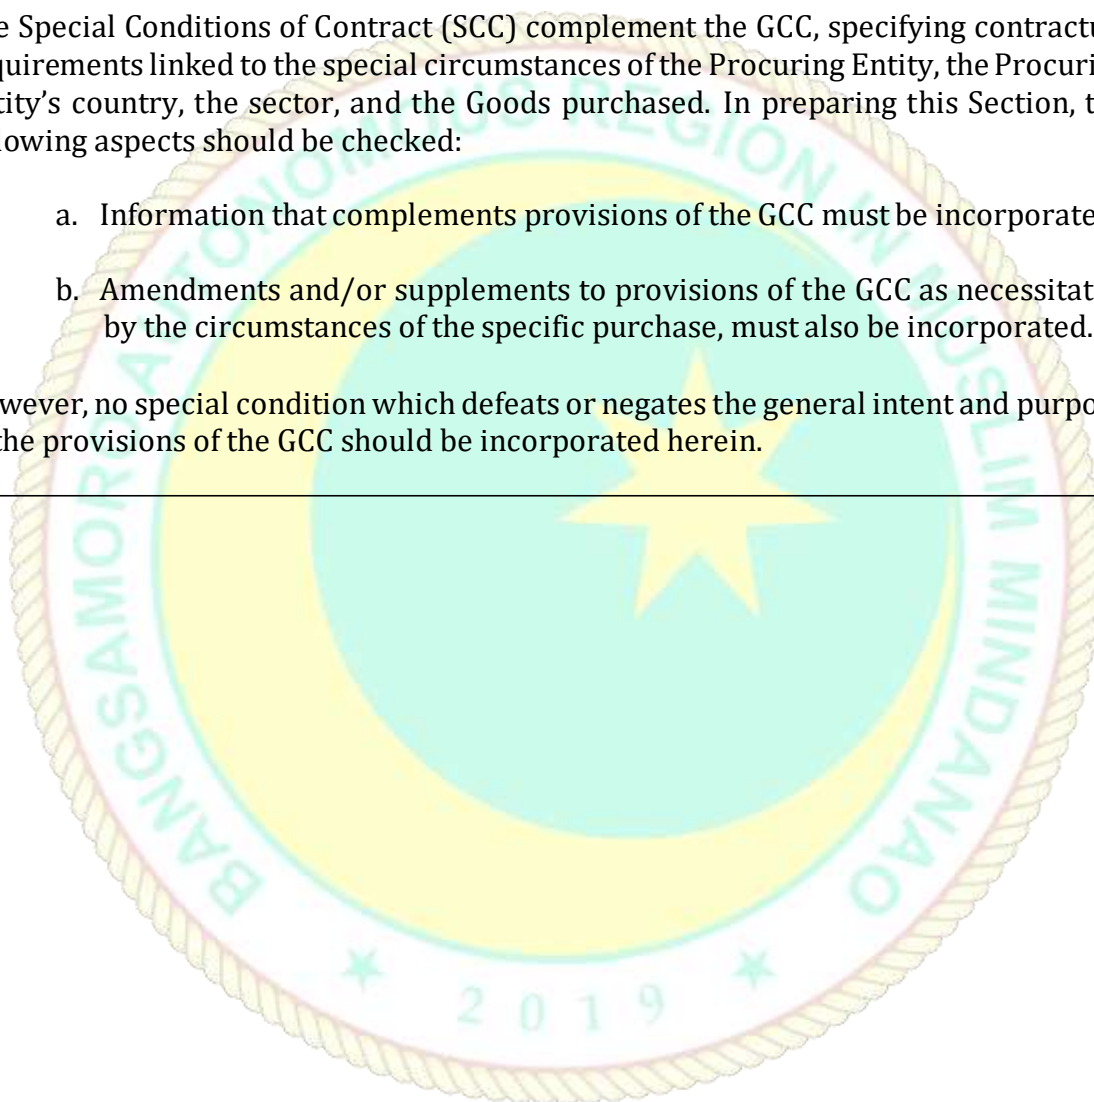 e Special Conditions of Contract (SCC) complement the GCC, specifying contractu
quirements linked to the special circumstances of the Procuring Entity, the Procuri
tity's country, the sector, and the Goods purchased. In preparing this Section, t
lowing aspects should be checked:
a. Information that complements provisions of the GCC must be incorporate
b. Amendments and/or supplements to provisions of the GCC as necessitat
by the circumstances of the specific purchase, must also be incorporated.
wever, no special condition which defeats or negates the general intent and purpo
the provisions of the GCC should be incorporated herein.
BANGSAMORO AUTONOMOUS REGION IN MUSLIM MINDANAO
2019